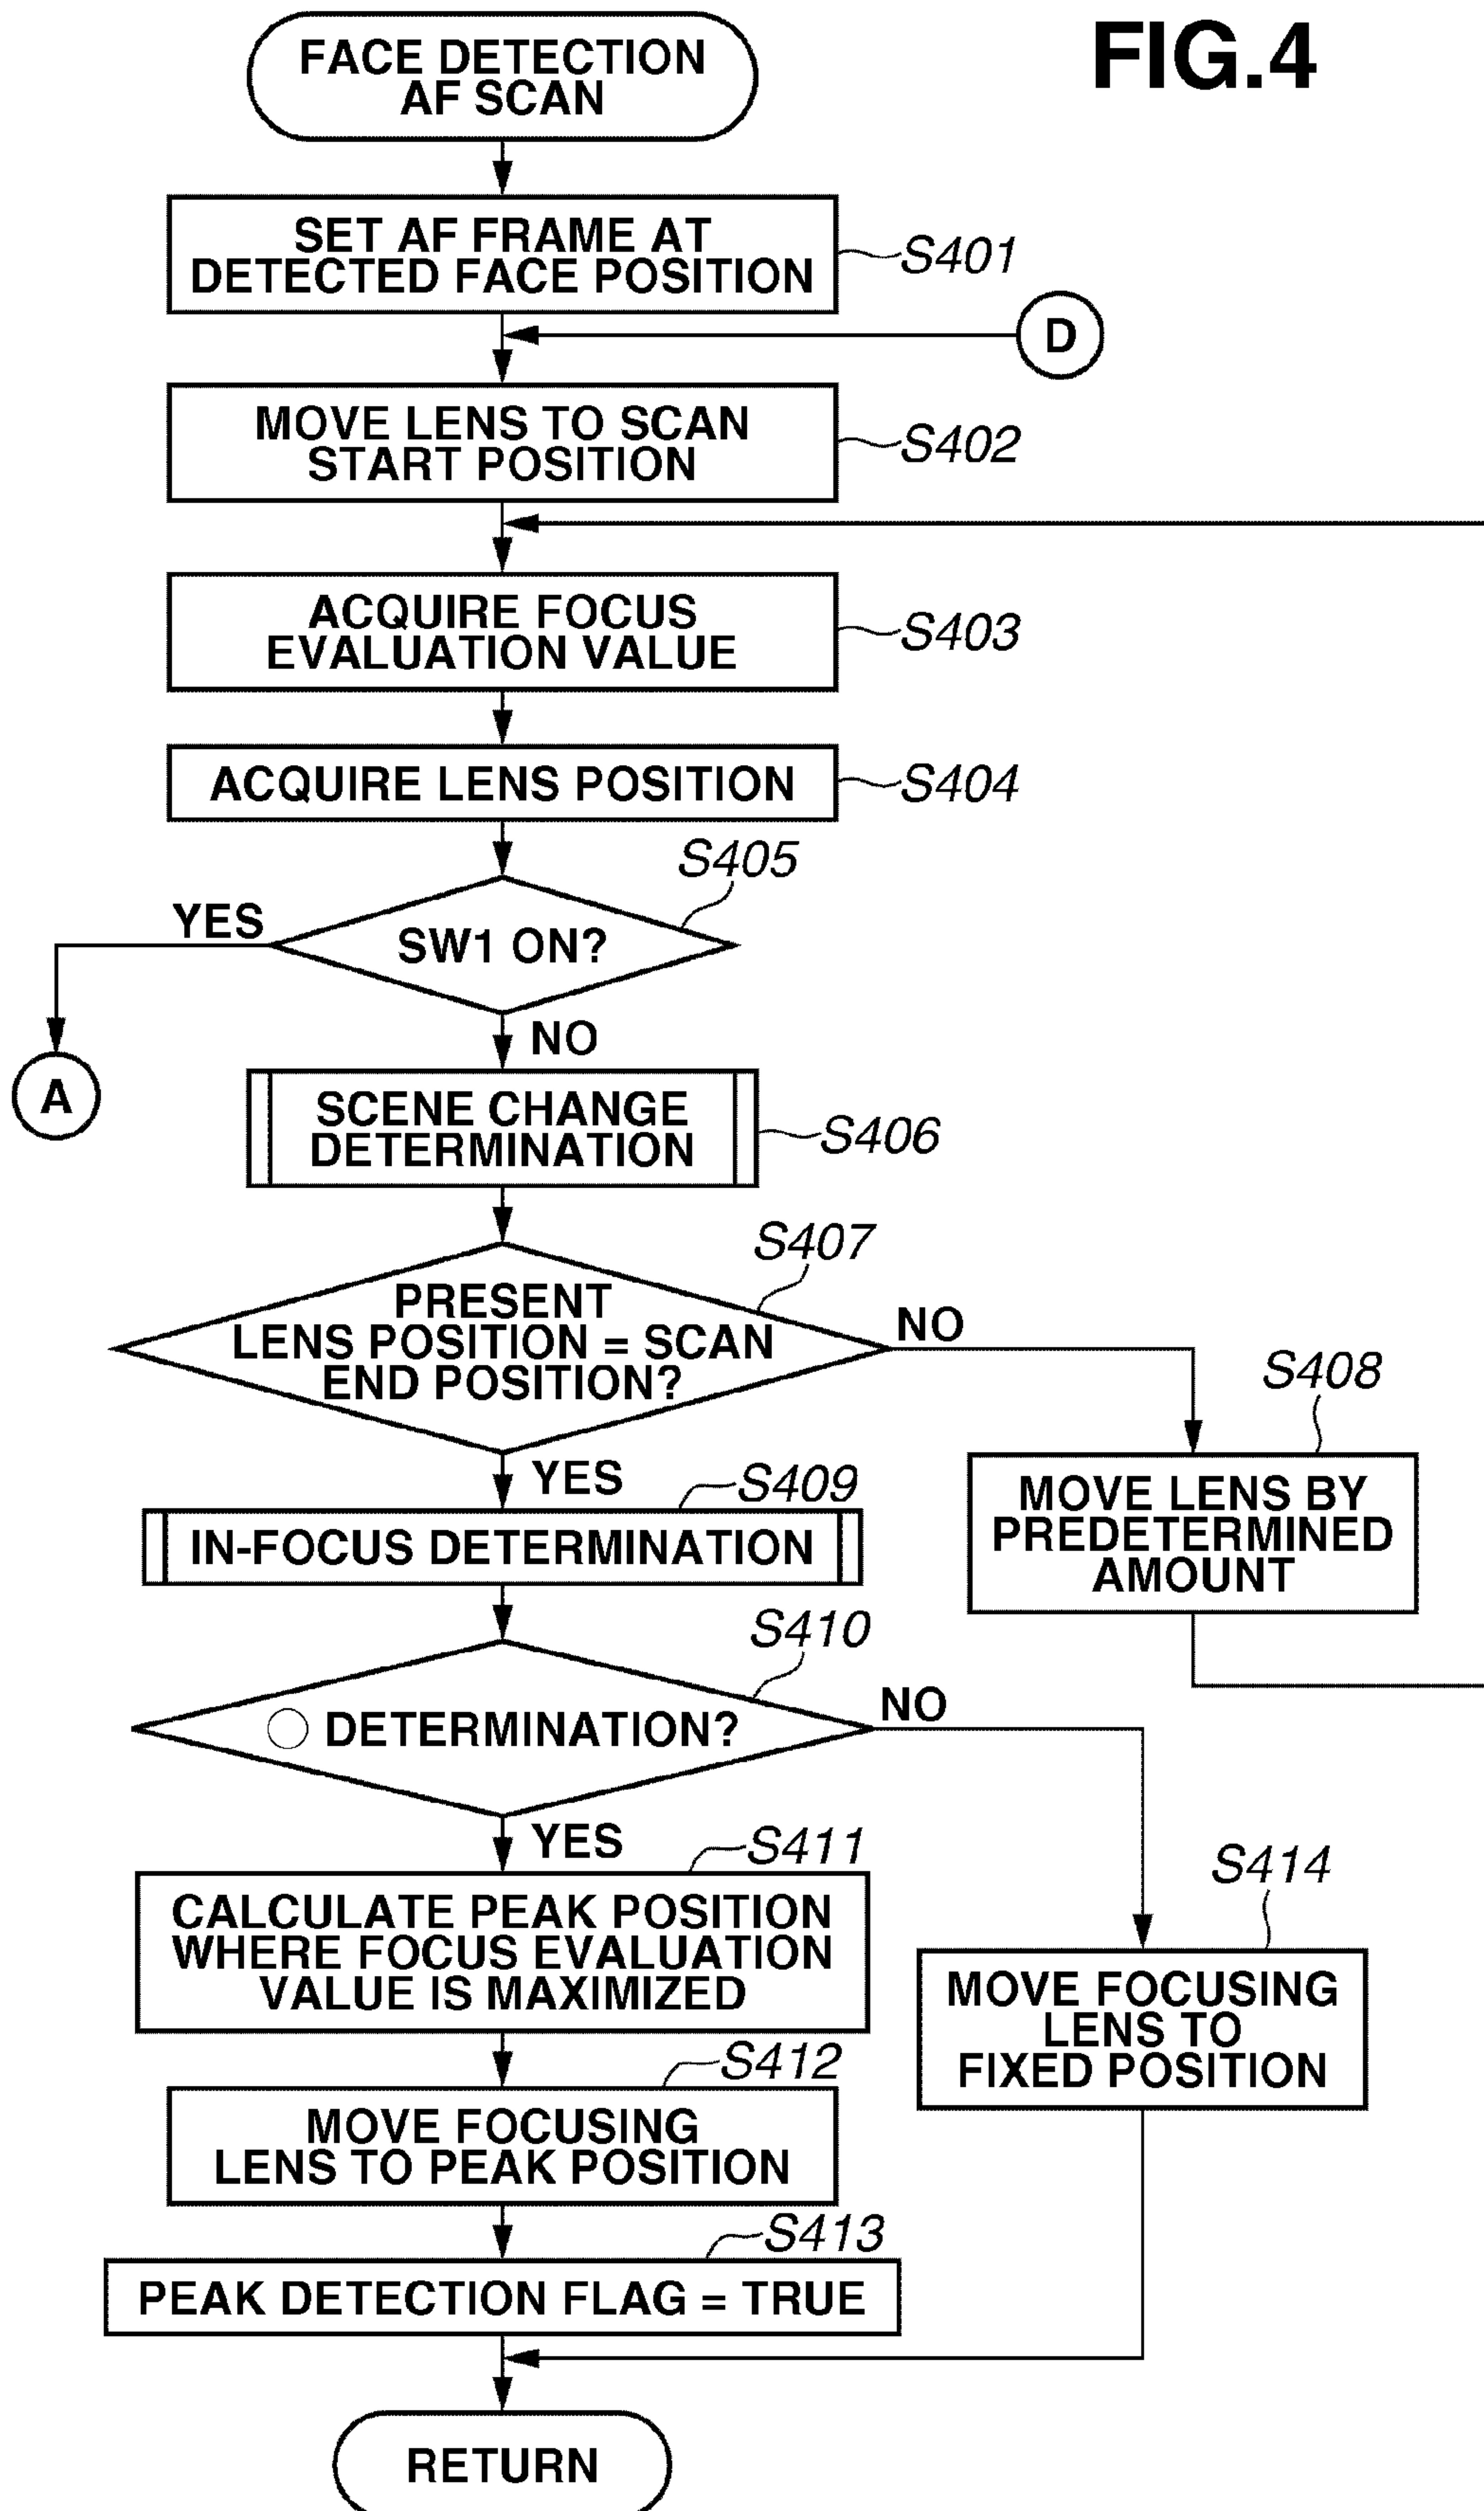 FIG.4
FACE DETECTION
AF SCAN
SET AF FRAME AT
DETECTED FACE POSITION
S401
D
MOVE LENS TO SCAN
START POSITION
S402
ACQUIRE FOCUS
EVALUATION VALUE
S403
ACQUIRE LENS POSITION
S404
S405
YES
SW1 ON?
NO
A
SCENE CHANGE
DETERMINATION
S406
S407
PRESENT
LENS POSITION = SCAN
END POSITION?
NO
S408
MOVE LENS BY
PREDETERMINED
AMOUNT
YES
S409
IN-FOCUS DETERMINATION
S410
○ DETERMINATION?
NO
YES
S411
CALCULATE PEAK POSITION
WHERE FOCUS EVALUATION
VALUE IS MAXIMIZED
S414
MOVE FOCUSING
LENS TO
FIXED POSITION
S412
MOVE FOCUSING
LENS TO PEAK POSITION
S413
PEAK DETECTION FLAG = TRUE
RETURN